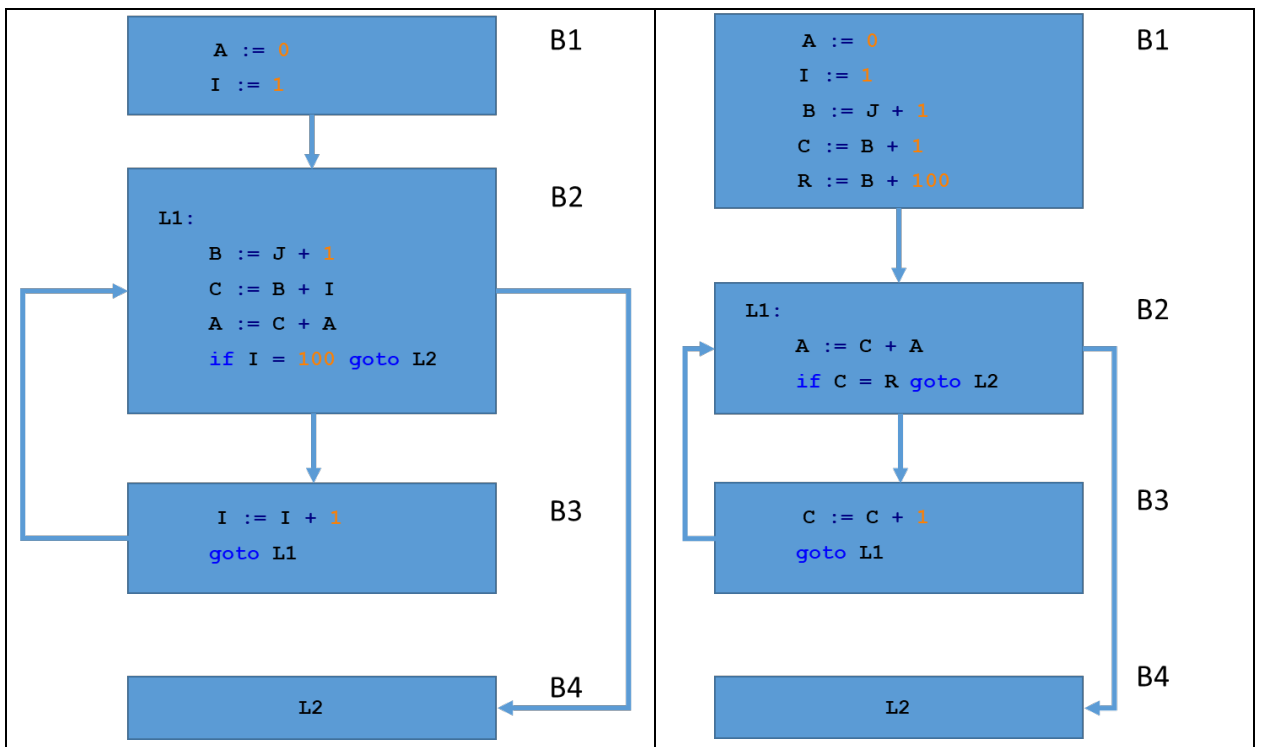 A := 0
I := 1
B1
L1:
B := J + 1
C := B + I
A := C + A
if I = 100 goto L2
B2
I := I + 1
goto L1
B3
L2
B4
A := 0
I := 1
B := J + 1
C := B + 1
R := B + 100
B1
L1:
A := C + A
if C = R goto L2
B2
C := C + 1
goto L1
B3
L2
B4